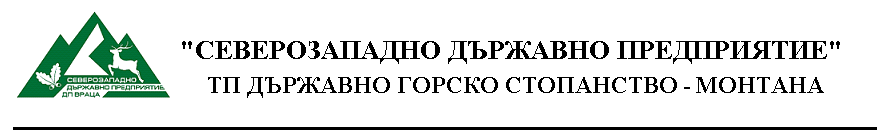 СЕВЕРОЗАПАДНО
ДЪРЖАВНО ПРЕДПРИЯТИЕ
ДП ВРАЦА
"СЕВЕРОЗАПАДНО ДЪРЖАВНО ПРЕДПРИЯТИЕ"
ТП ДЪРЖАВНО ГОРСКО СТОПАНСТВО - МОНТАНА